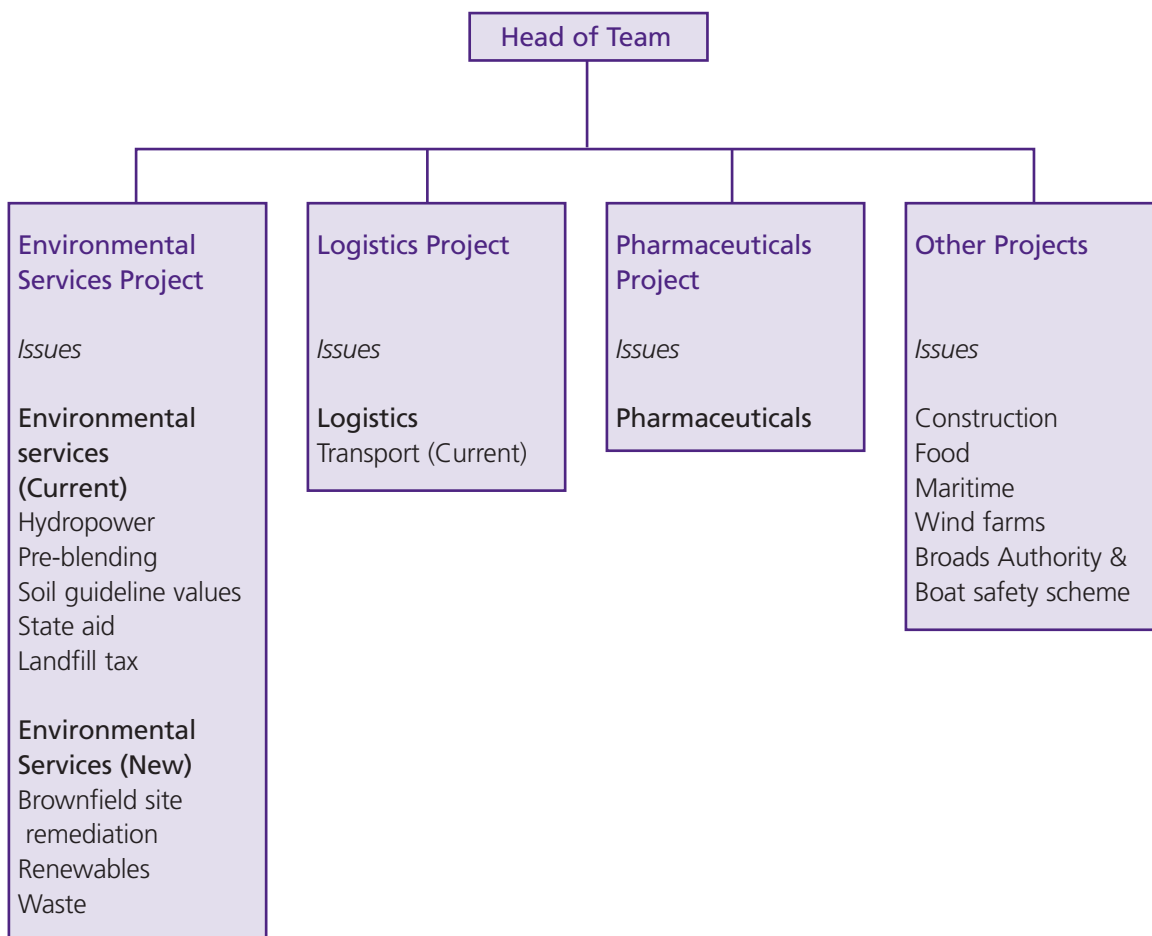 Head of Team
Environmental
Services Project
Issues
Environmental
services
(Current)
Hydropower
Pre-blending
Soil guideline values
State aid
Landfill tax
Environmental
Services (New)
Brownfield site
remediation
Renewables
Waste
Logistics Project
Issues
Logistics
Transport (Current)
Pharmaceuticals
Project
Issues
Pharmaceuticals
Other Projects
Issues
Construction
Food
Maritime
Wind farms
Broads Authority &
Boat safety scheme